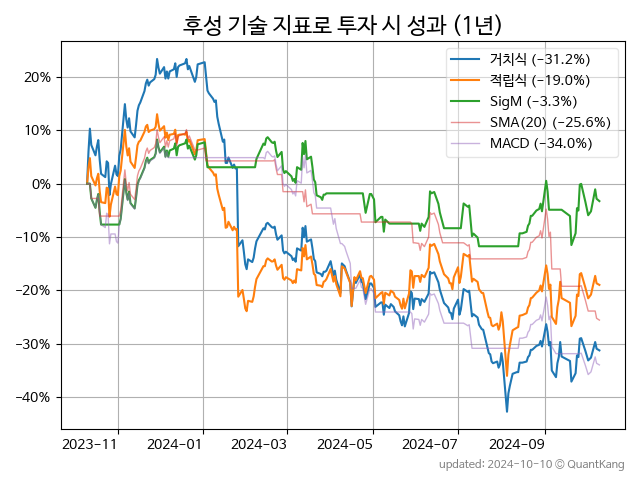 후성 기술 지표로 투자 시 성과 (1년)
거치식 (−31.2%)
적립식 (−19.0%)
SigM (−3.3%)
SMA(20) (−25.6%)
MACD (−34.0%)
20%
10%
0%
−10%
−20%
−30%
−40%
2023-11 2024-01 2024-03 2024-05 2024-07 2024-09
updated: 2024-10-10 © QuantKang